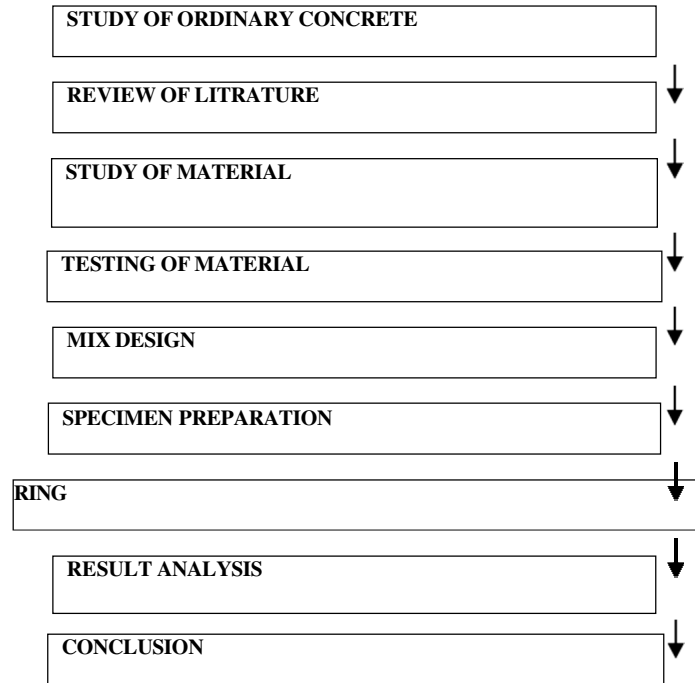 STUDY OF ORDINARY CONCRETE
REVIEW OF LITRATURE
STUDY OF MATERIAL
TESTING OF MATERIAL
MIX DESIGN
SPECIMEN PREPARATION
RING
RESULT ANALYSIS
CONCLUSION